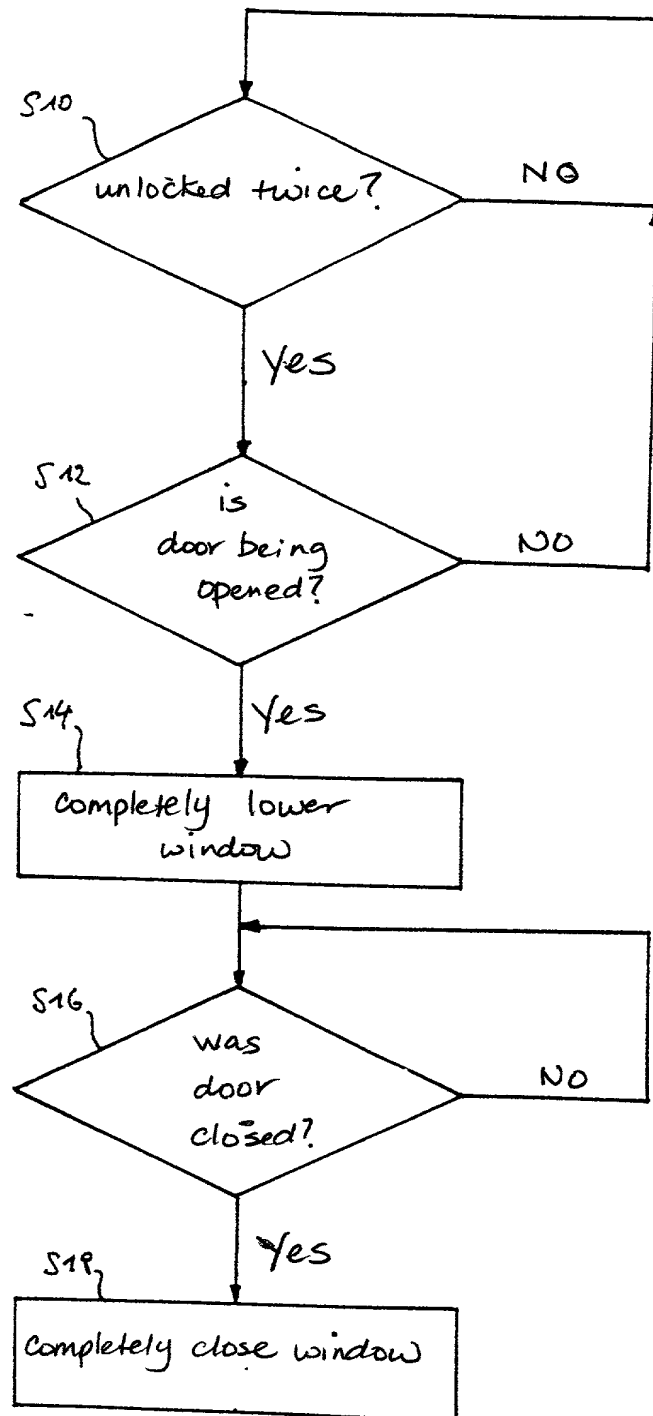 S10
unlocked twice?
NO
Yes
S12
is
door being
opened?
NO
Yes
S14
completely lower
window
S16
was
door
closed?
NO
Yes
completely close window